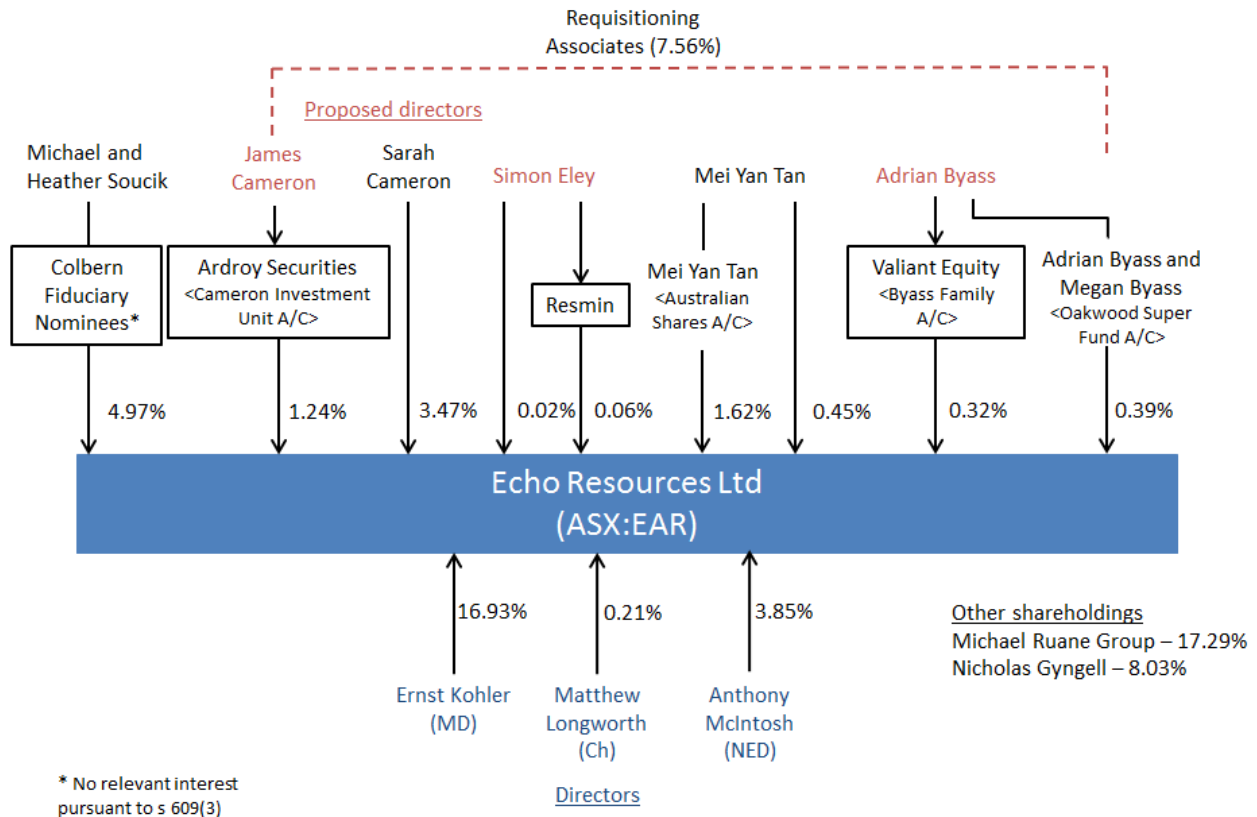 Requisitioning
Associates (7.56%)
Proposed directors
Michael and
Heather Soucik
James
Cameron
Sarah
Cameron
Simon Eley
Mei Yan Tan
Adrian Byass
Colbern
Fiduciary
Nominees*
Ardroy Securities
<Cameron Investment
Unit A/C>
Resmin
Mei Yan Tan
<Australian
Shares A/C>
Valiant Equity
<Byass Family
A/C>
Adrian Byass and
Megan Byass
<Oakwood Super
Fund A/C>
4.97%
1.24%
3.47%
0.02%
0.06%
1.62%
0.45%
0.32%
0.39%
Echo Resources Ltd
(ASX:EAR)
16.93%
0.21%
3.85%
Other shareholdings
Michael Ruane Group – 17.29%
Nicholas Gyngell – 8.03%
Ernst Kohler
(MD)
Matthew
Longworth
(Ch)
Anthony
McIntosh
(NED)
* No relevant interest
pursuant to s 609(3)
Directors